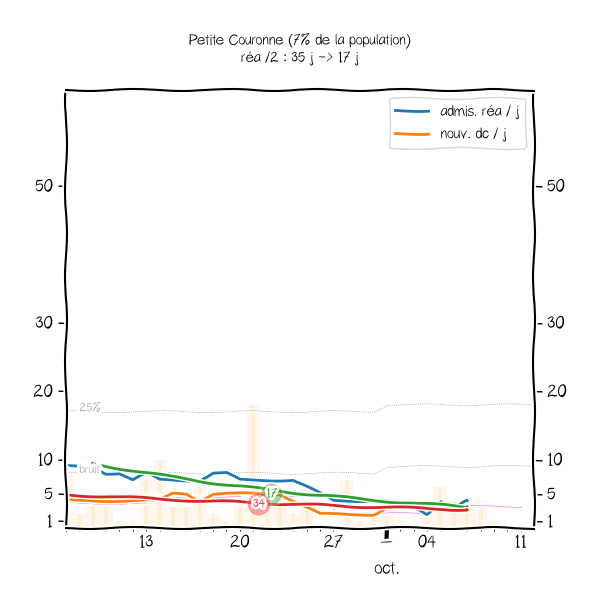 Petite Couronne (7% de la population)
réa /2 : 35 j -> 17 j
admis. réa / j
nouv. dc / j
50 50
30 30
20 20
25%
10 10
bruit
17
5 5
34
1 1
13 20 27 1 04 11
oct.